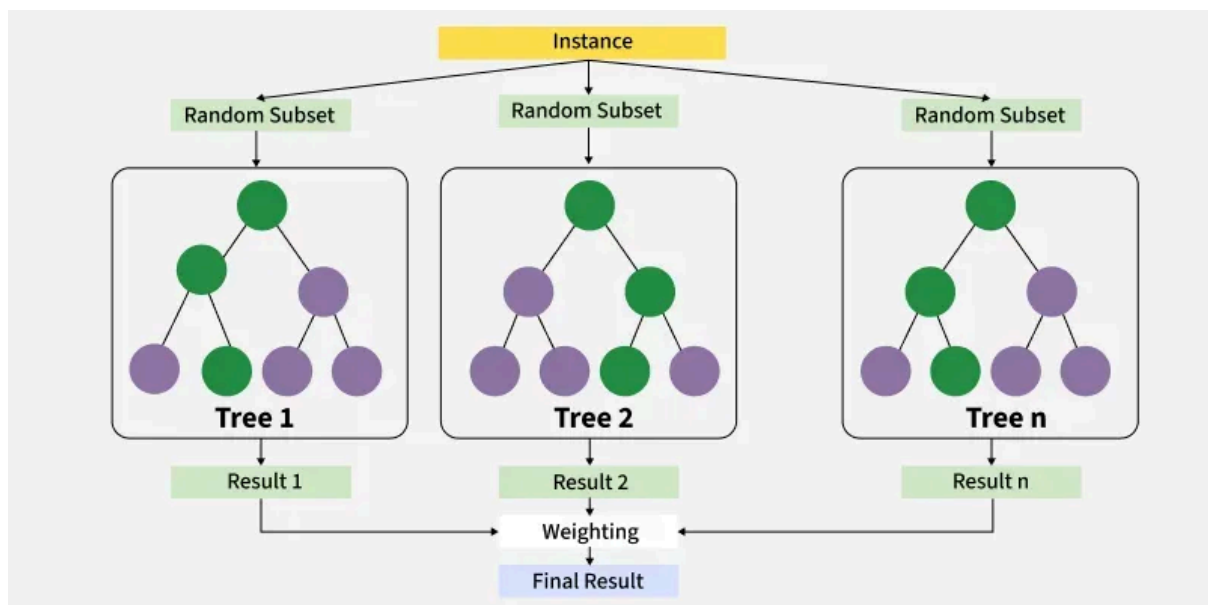 Instance
Random Subset
Random Subset
Random Subset
Tree 1
Tree 2
Tree n
Result 1
Result 2
Result n
Weighting
Final Result